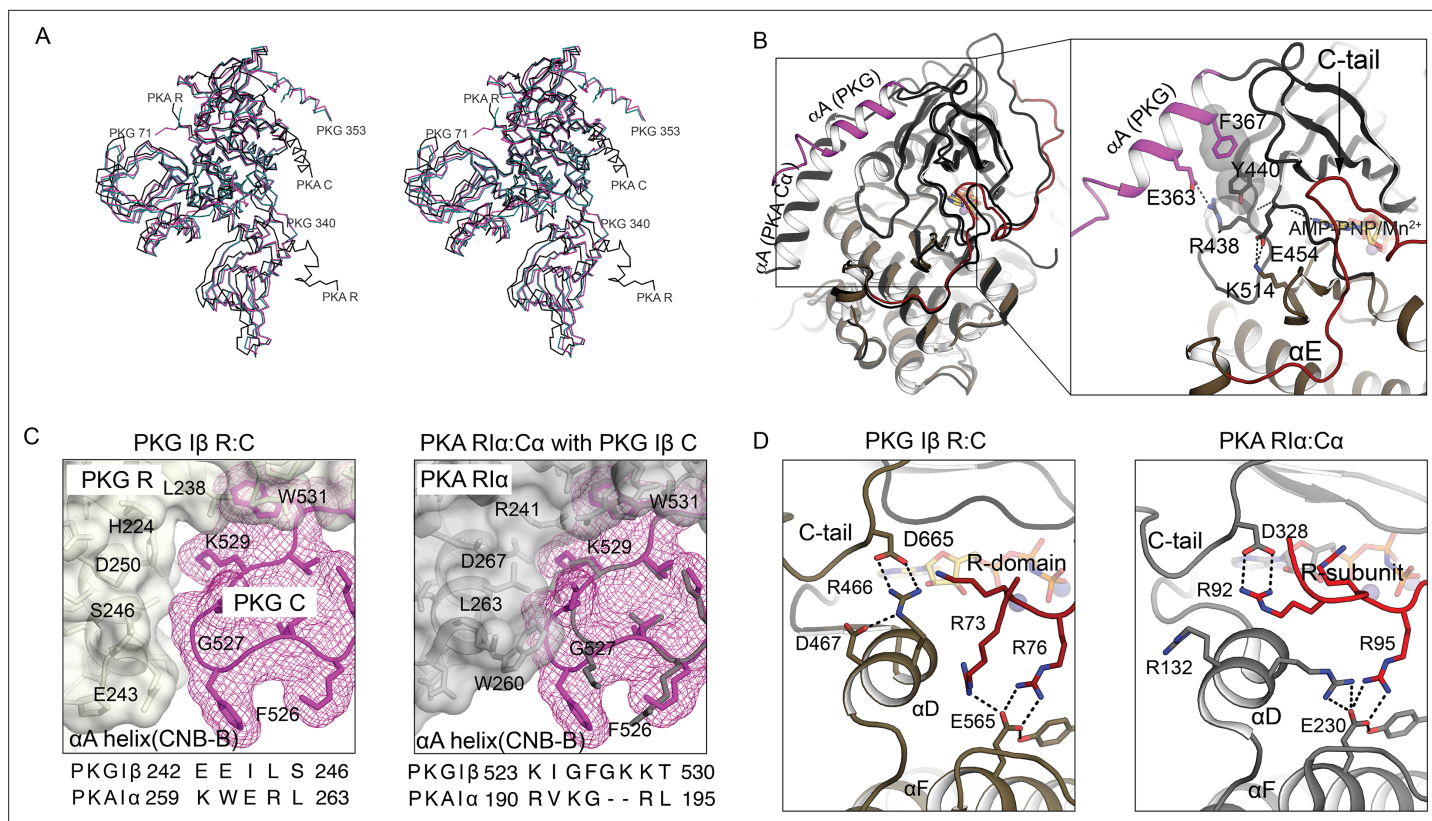 A
PKA R
PKG 71
PKG 353
PKA C
PKG 340
PKA R
PKA R
PKG 71
PKG 353
PKA C
PKG 340
PKA R
B
αA (PKG)
αA (PKA Cα)
C-tail
αA (PKG)
F367
Y440
E363
R438
E454
AMP-PNP/Mn²⁺
K514
αE
C
PKG Iβ R:C
PKG R
L238
W531
H224
K529
D250
PKG C
S246
G527
E243
F526
αA helix(CNB-B)
PKGIβ 242 E E I L S 246
PKAIα 259 K W E R L 263
PKA RIα:Cα with PKG Iβ C
PKA RIα
W531
R241
K529
D267
L263
G527
W260
F526
αA helix(CNB-B)
PKGIβ 523 K I G F G K K T 530
PKAIα 190 R V K G - - R L 195
D
PKG Iβ R:C
C-tail
D665
R-domain
R466
R73
R76
D467
αD
E565
αF
PKA RIα:Cα
D328
C-tail
R-subunit
R92
R95
R132
αD
E230
αF